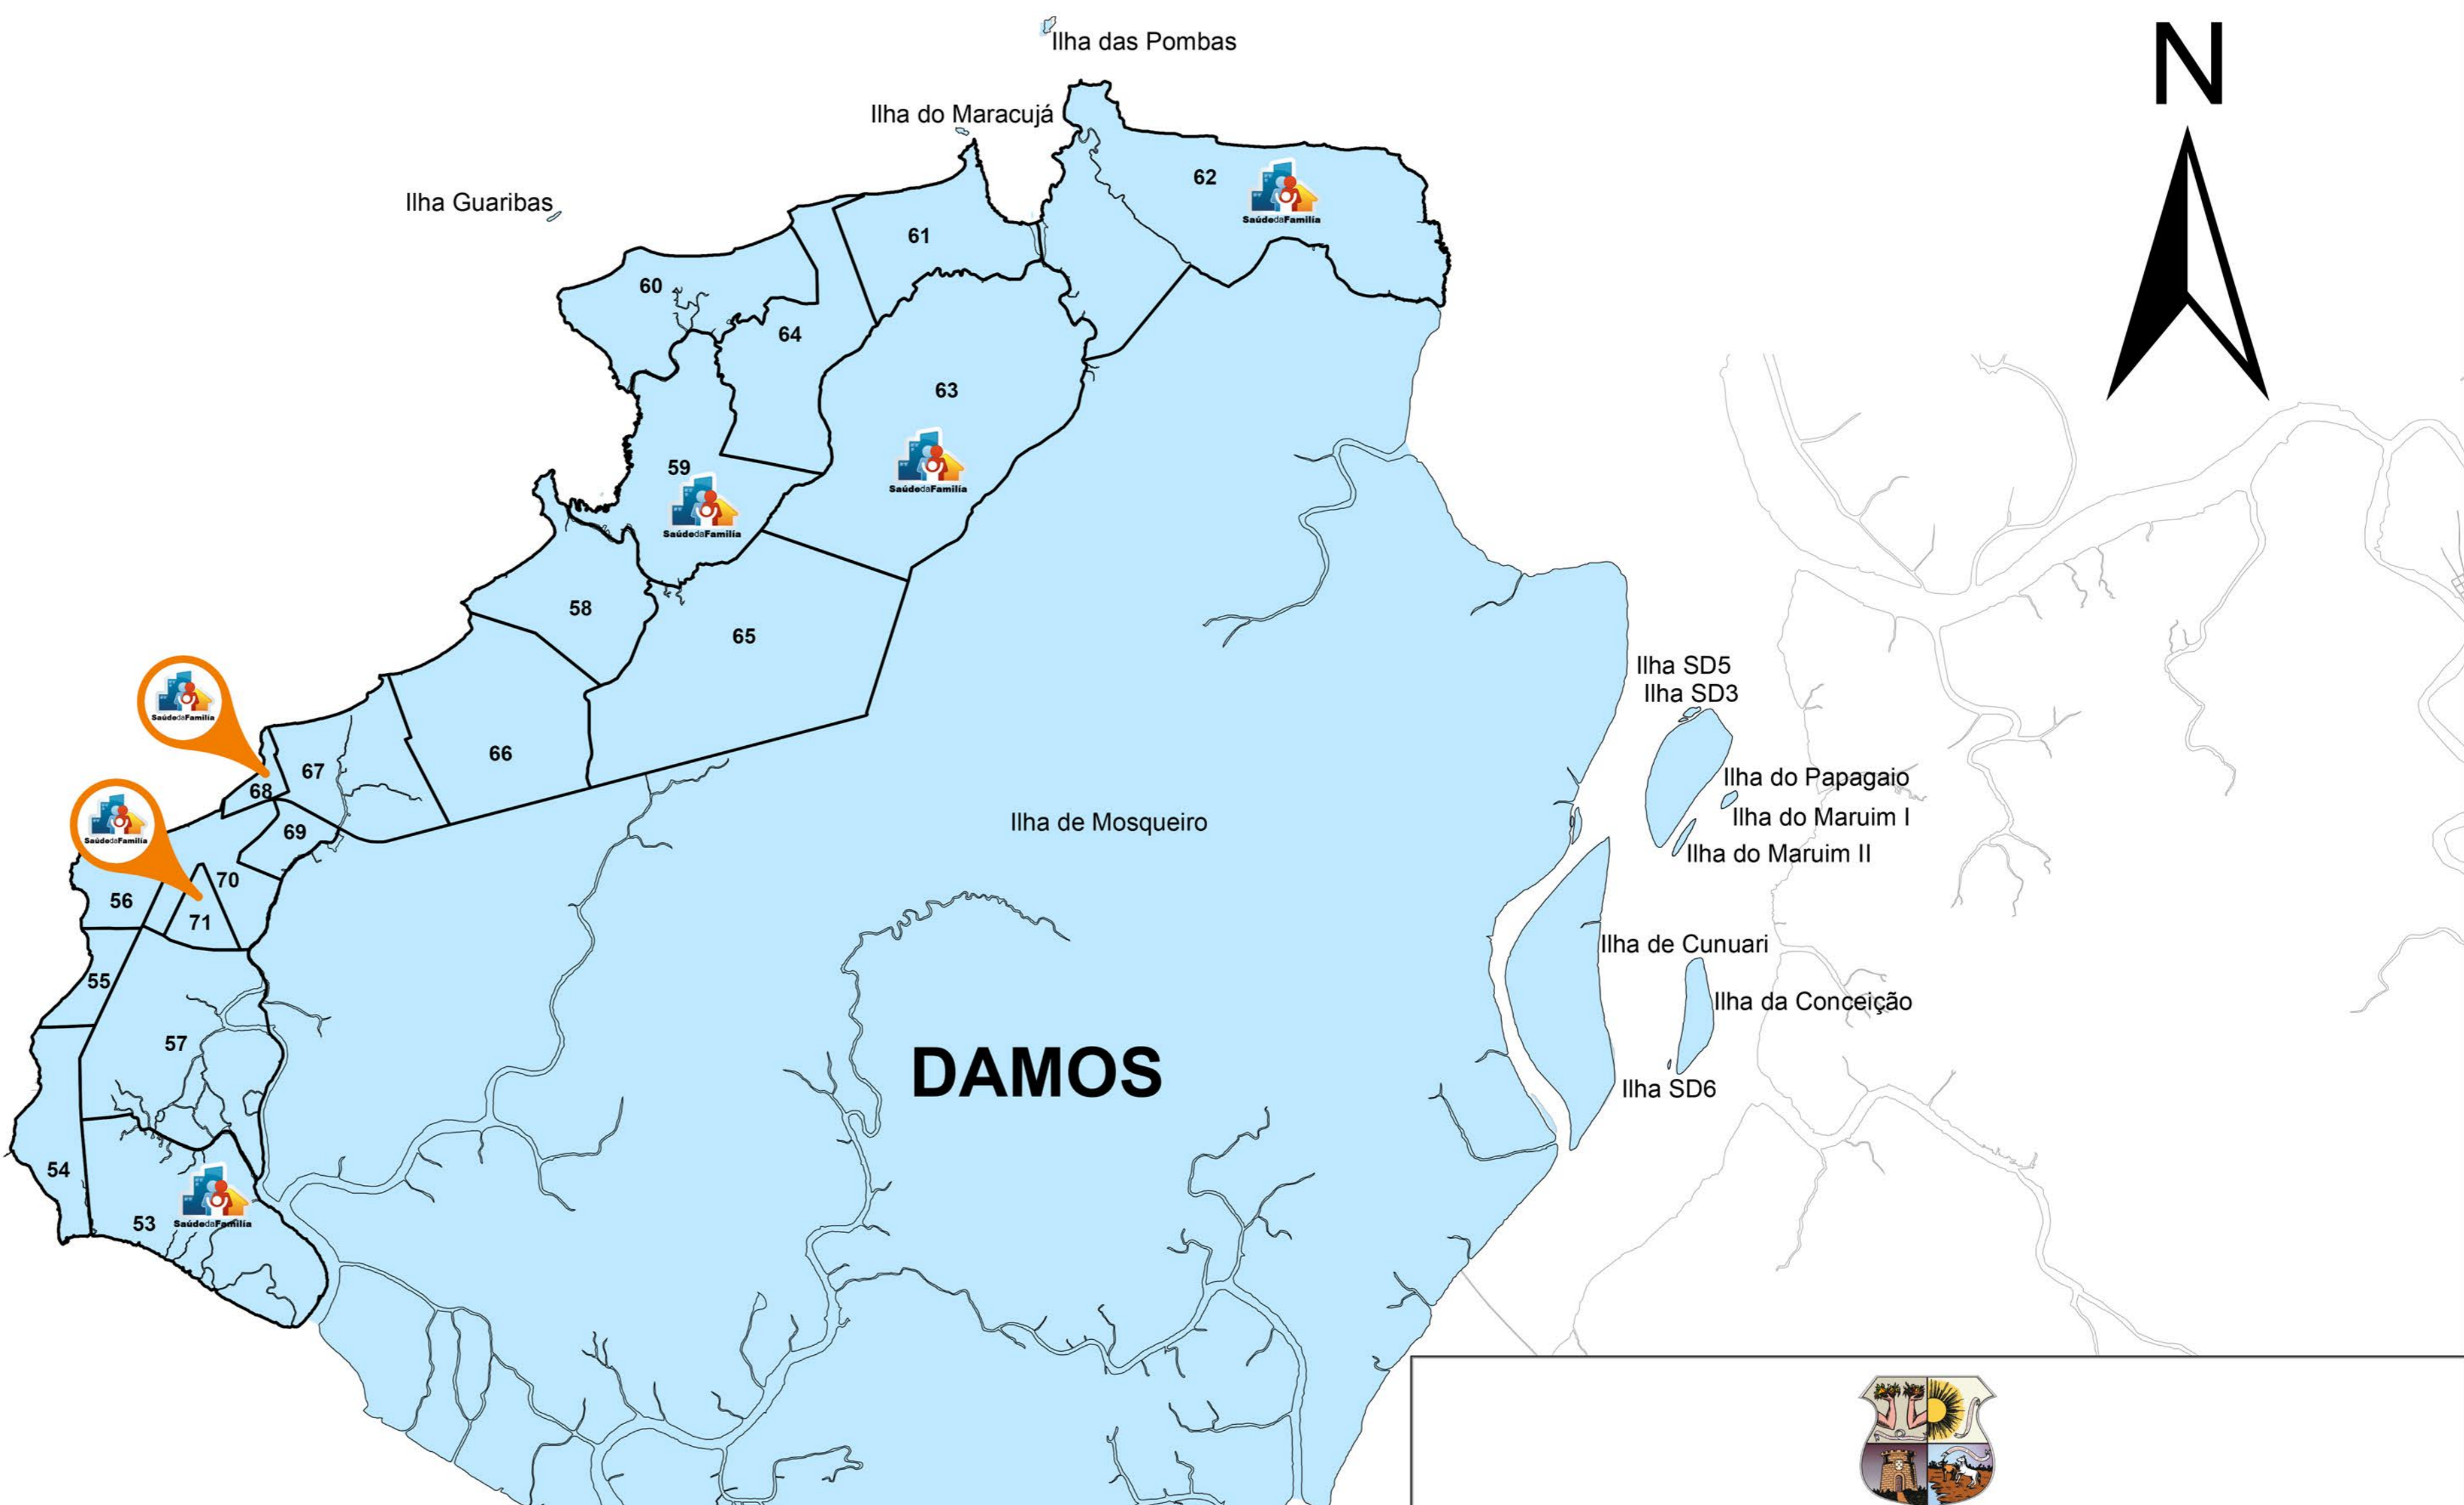 Ilha das Pombas
N
Ilha do Maracujá
62
SaúdedaFamília
Ilha Guaribas
61
60
64
63
SaúdedaFamília
59
SaúdedaFamília
58
65
Ilha SD5
Ilha SD3
SaúdedaFamília
66
67
Ilha do Papagaio
68
Ilha do Maruim I
Ilha de Mosqueiro
69
SaúdedaFamília
Ilha do Maruim II
70
56
71
Ilha de Cunuari
55
Ilha da Conceição
57
DAMOS
Ilha SD6
54
53
SaúdedaFamília